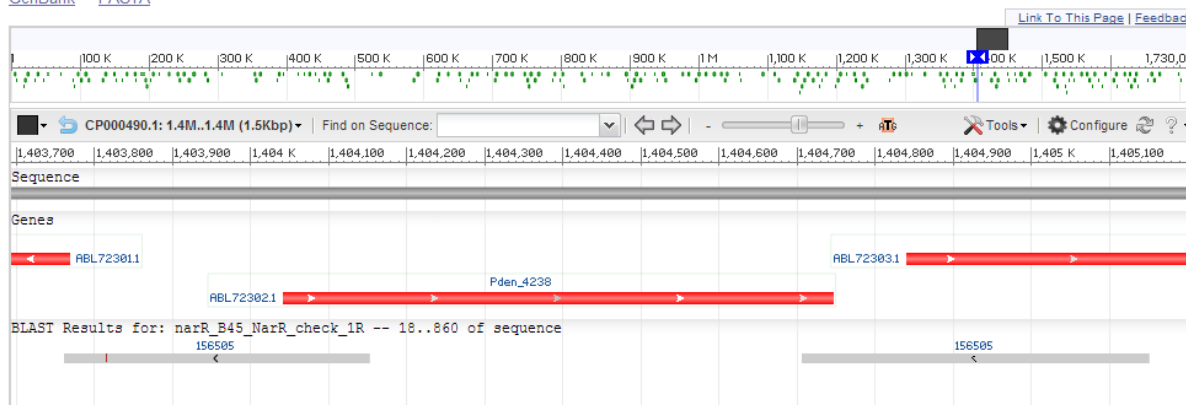 GenBank FASTA
Link To This Page | Feedbac
1 |100 K |200 K |300 K |400 K |500 K |600 K |700 K |800 K |900 K |1 M |1,100 K |1,200 K |1,300 K 00 K |1,500 K 1,730,0
CP000490.1: 1.4M..1.4M (1.5Kbp) | Find on Sequence: - + ATG Tools Configure ?
|1,403,700 |1,403,800 |1,403,900 |1,404 K |1,404,100 |1,404,200 |1,404,300 |1,404,400 |1,404,500 |1,404,600 |1,404,700 |1,404,800 |1,404,900 |1,405 K |1,405,100
Sequence
Genes
ABL72301.1 ABL72303.1
Pden_4238
ABL72302.1
BLAST Results for: narR_B45_NarR_check_1R -- 18..860 of sequence
156505 156505